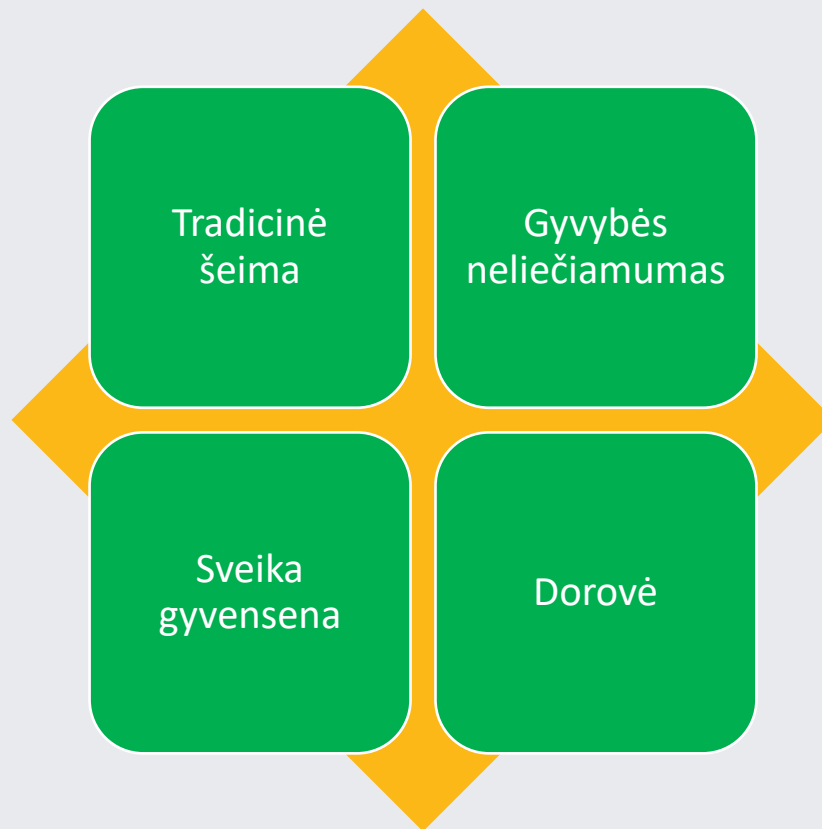 Tradicinė
šeima
Gyvybės
neliečiamumas
Sveika
gyvensena
Dorovė